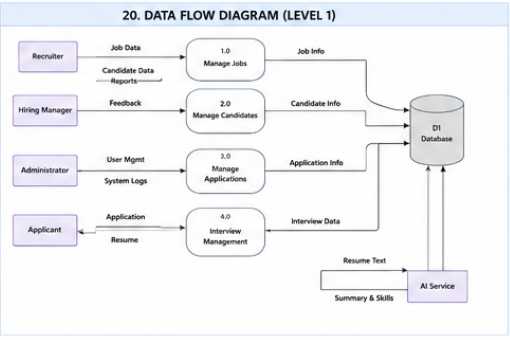 20. DATA FLOW DIAGRAM (LEVEL 1)
Recruiter
Job Data
Candidate Data
Reports
1.0
Manage Jobs
Job Info
Hiring Manager
Feedback
2.0
Manage Candidates
Candidate Info
D1
Database
Administrator
User Mgmt
System Logs
3.0
Manage
Applications
Application Info
Applicant
Application
Resume
4.0
Interview
Management
Interview Data
Resume Text
Summary & Skills
AI Service